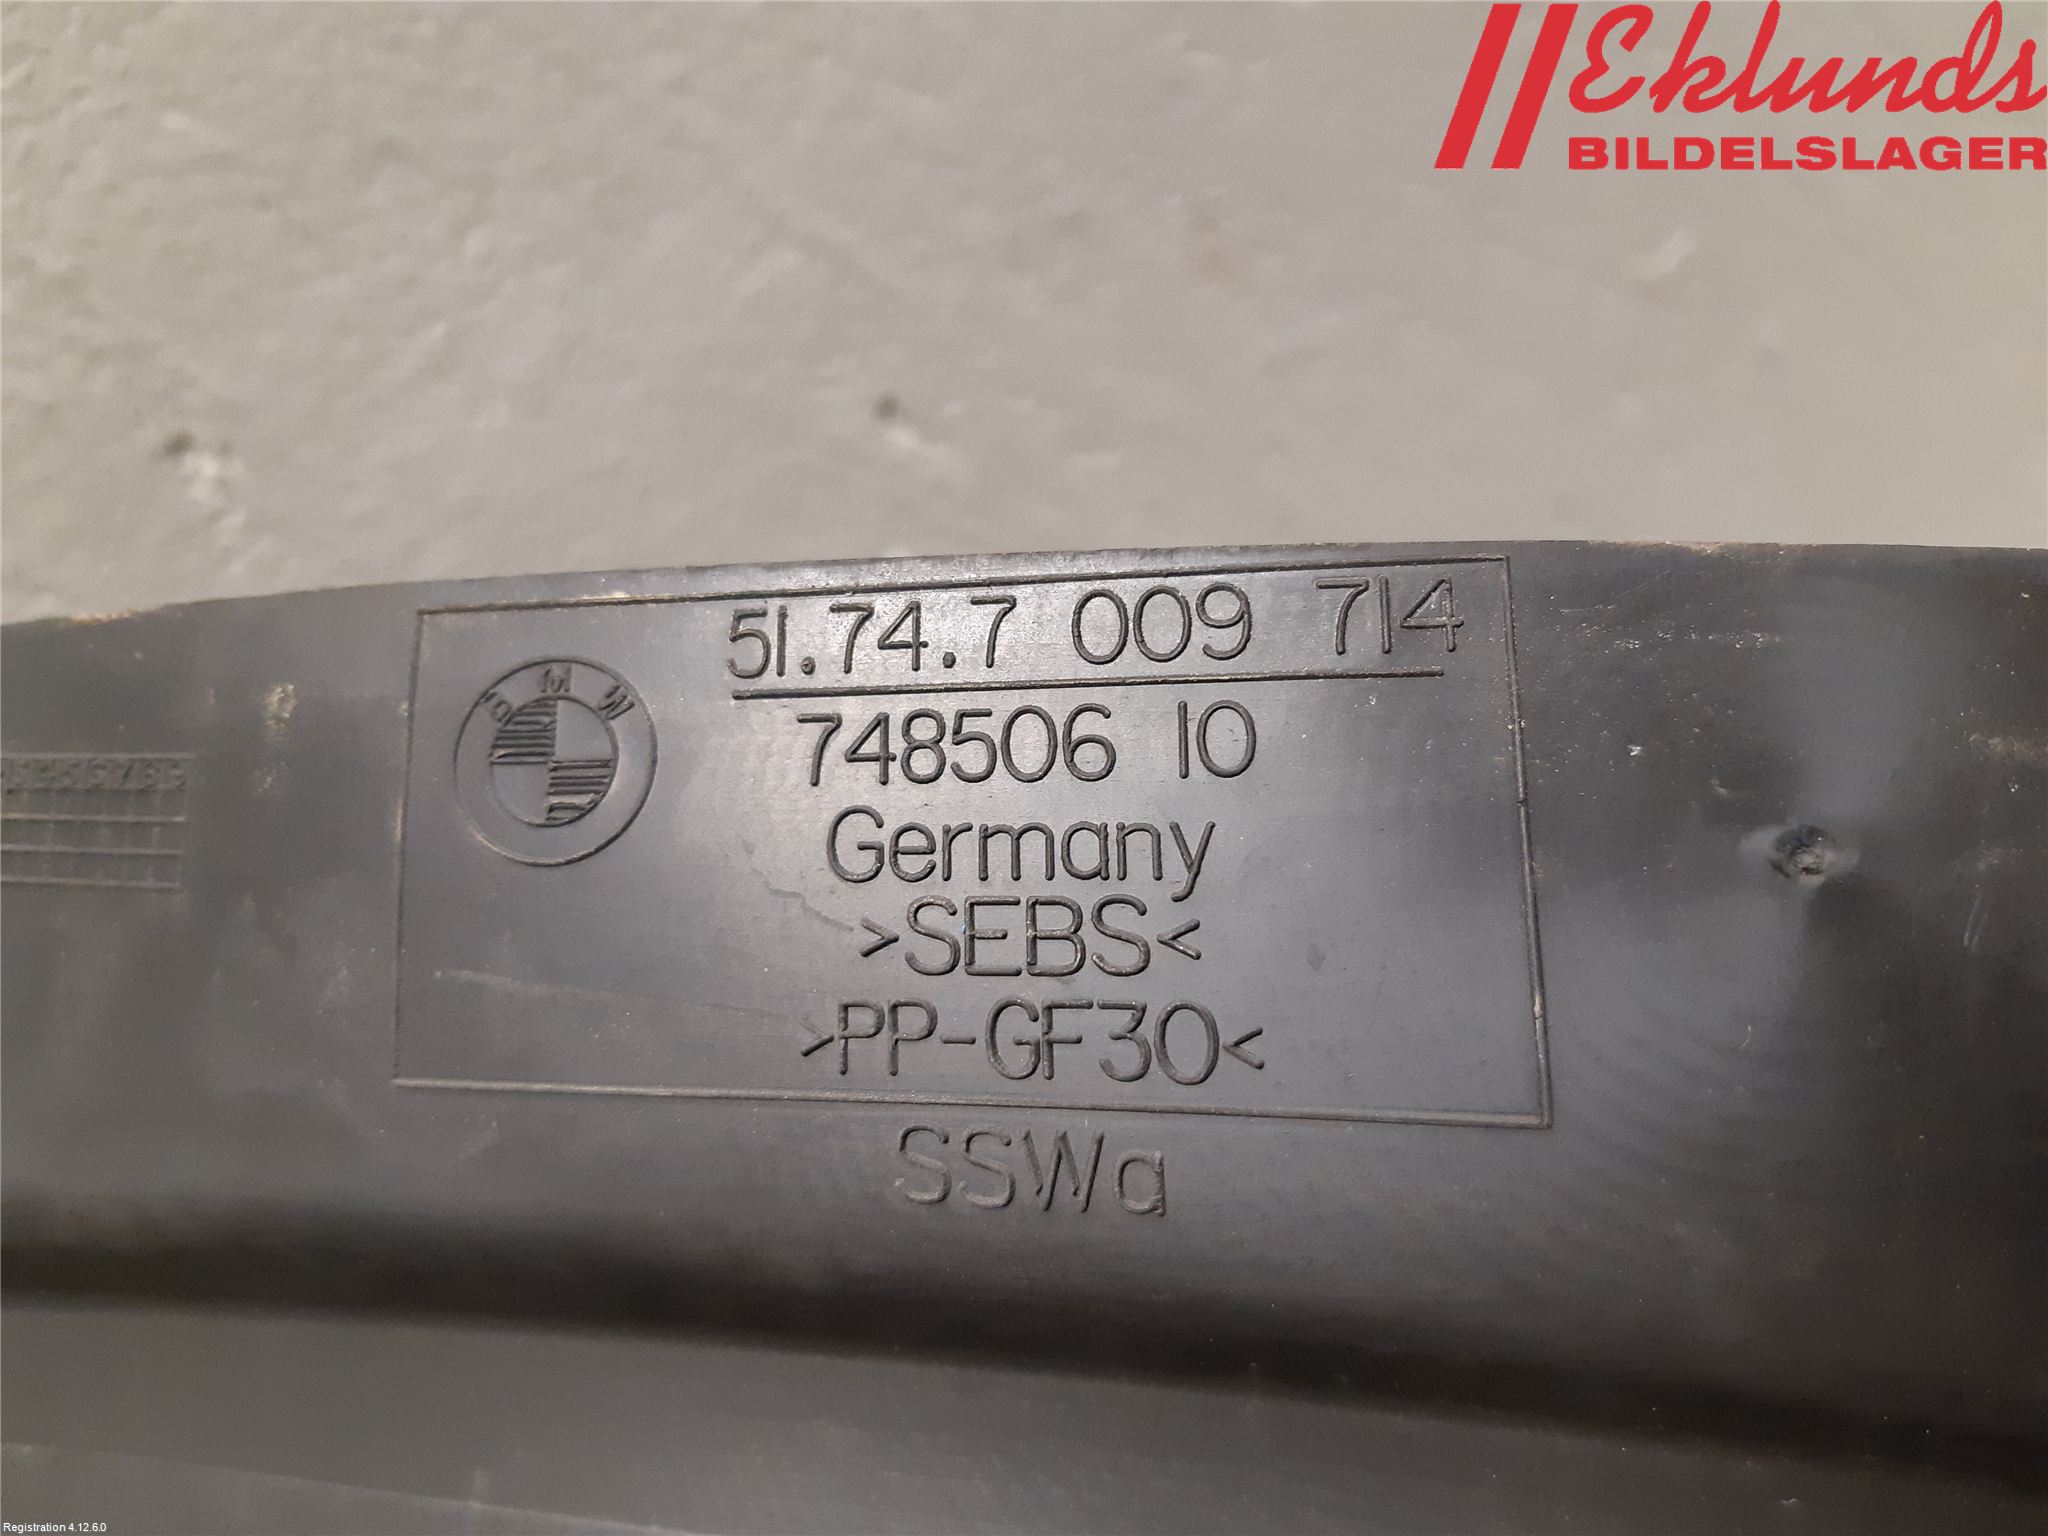 Eklunds
BILDELSLAGER
51.74.7 009 714
BMW
748506 10
Germany
>SEBS<
>PP-GF30<
SSWa
Registration 4.12.6.0